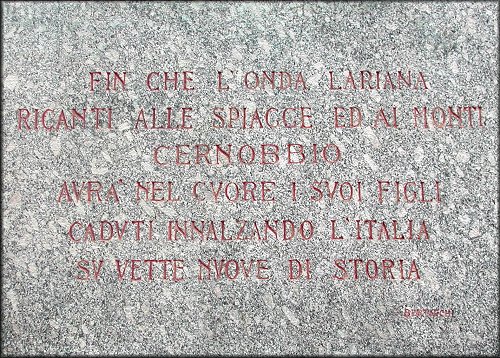 FIN CHE L'ONDA LARIANA
RICANTI ALLE SPIAGGE ED AI MONTI
CERNOBBIO
AVRA' NEL CVORE I SVOI FIGLI
CADVTI INNALZANDO L'ITALIA
SV VETTE NVOVE DI STORIA